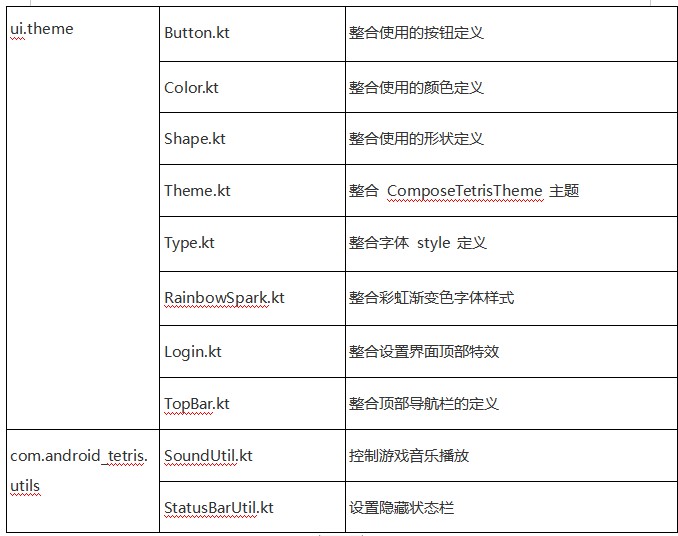 ui.theme
Button.kt
整合使用的按钮定义
Color.kt
整合使用的颜色定义
Shape.kt
整合使用的形状定义
Theme.kt
整合 ComposeTetrisTheme 主题
Type.kt
整合字体 style 定义
RainbowSpark.kt
整合彩虹渐变色字体样式
Login.kt
整合设置界面顶部特效
TopBar.kt
整合顶部导航栏的定义
com.android_tetris.
utils
SoundUtil.kt
控制游戏音乐播放
StatusBarUtil.kt
设置隐藏状态栏